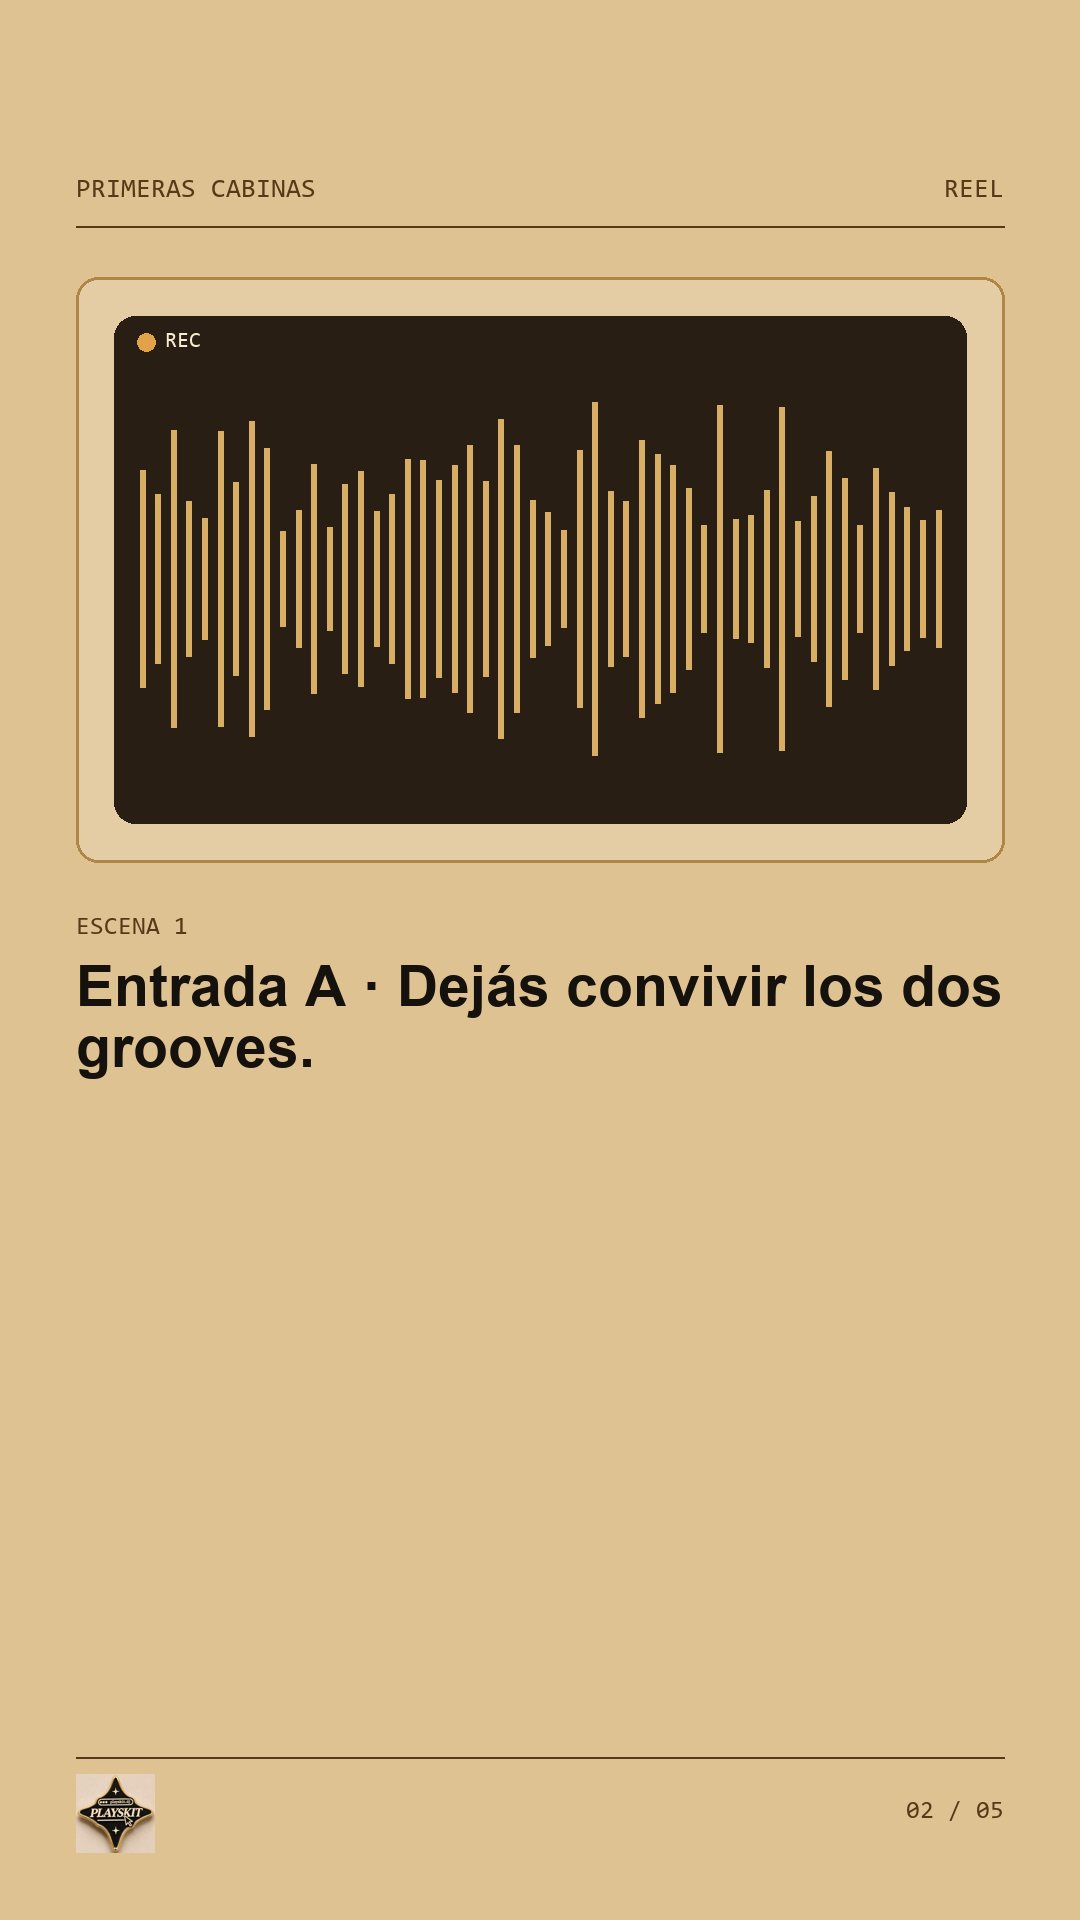 PRIMERAS CABINAS
REEL
REC
ESCENA 1
Entrada A · Dejás convivir los dos
grooves.
PLAYSKIT
02 / 05